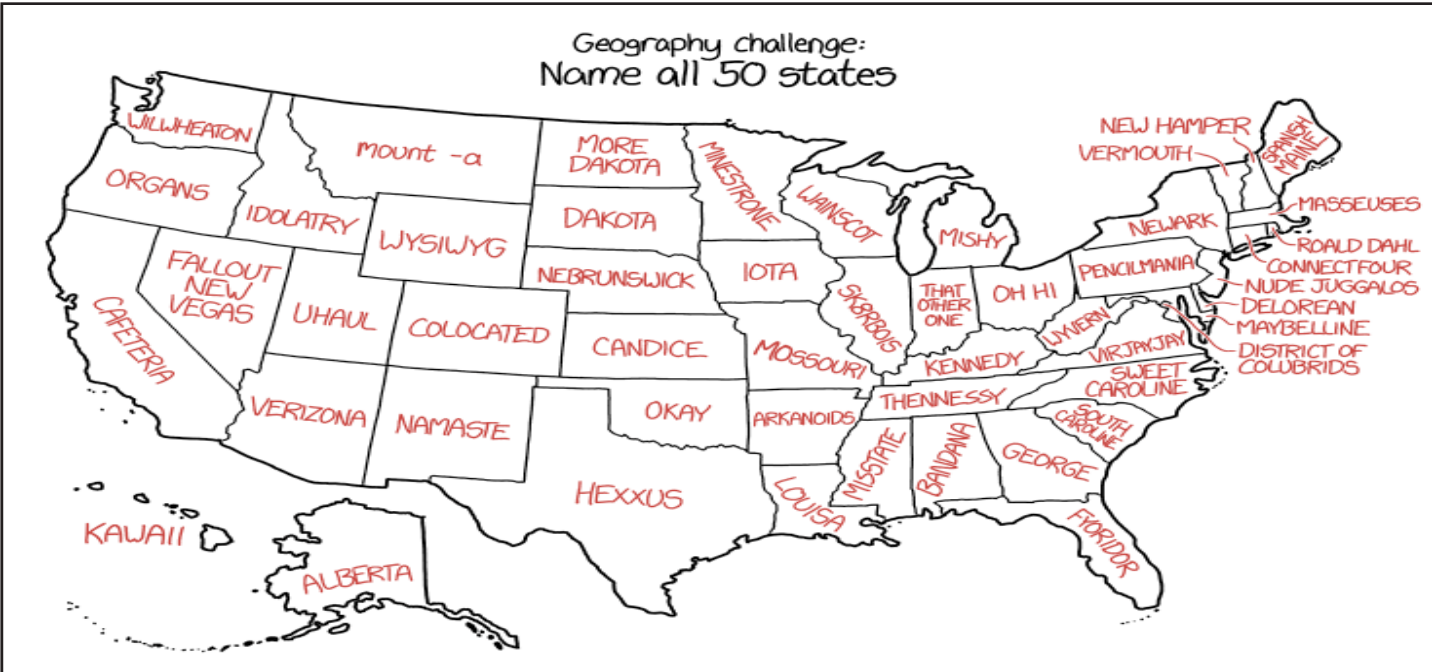 Geography challenge:
Name all 50 states
WILWHEATON
ORGANS
IDOLATRY
mount -a
WYSIWYG
MORE
DAKOTA
DAKOTA
NEBRUNSWICK
MINESTRONE
WAINSCOT
MISHY
IOTA
FALLOUT
NEW
VEGAS
CAFETERIA
UHAUL
COLOCATED
CANDICE
MOSSOURI
SK8RBOIS
THAT
OTHER
ONE
OH HI
PENCILMANIA
NEWARK
NEW HAMPER
VERMOUTH
SPANISH
MAINE
MASSEUSES
ROALD DAHL
CONNECTFOUR
NUDE JUGGALOS
DELOREAN
MAYBELLINE
DISTRICT OF
COLUBRIDS
WYVERN
VIRJAYJAY
KENNEDY
THENNESSY
SWEET
CAROLINE
SOUTH
CAROLINE
VERIZONA
NAMASTE
OKAY
ARKANOIDS
HEXXUS
LOUISA
MISSTATE
BANDANA
GEORGE
FYORIDOR
KAWAII
ALBERTA